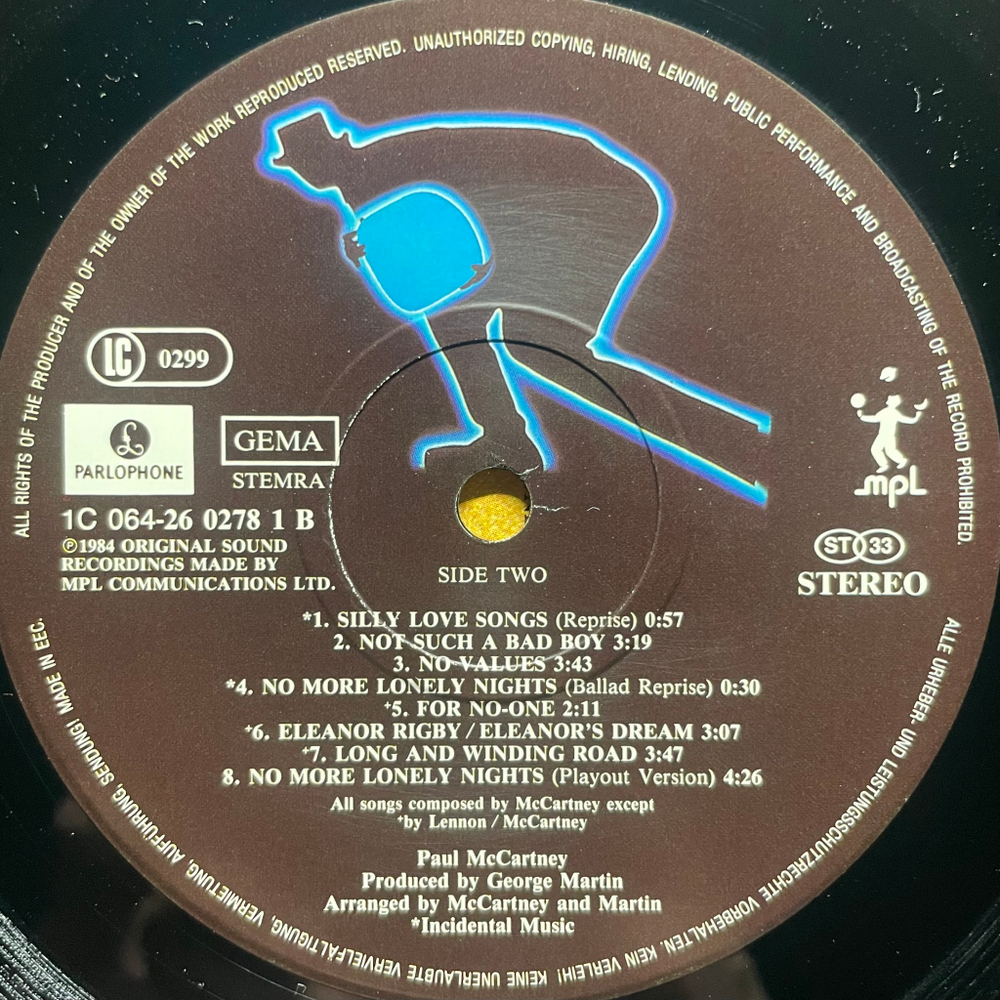 ALL RIGHTS OF THE PRODUCER AND OF THE OWNER OF THE WORK REPRODUCED RESERVED. UNAUTHORIZED COPYING, HIRING, LENDING, PUBLIC PERFORMANCE AND BROADCASTING OF THE RECORD PROHIBITED.
LC 0299
£
PARLOPHONE
GEMA
STEMRA
1C 064-26 0278 1 B
℗1984 ORIGINAL SOUND
RECORDINGS MADE BY
MPL COMMUNICATIONS LTD.
mpL
ST 33
STEREO
SIDE TWO
*1. SILLY LOVE SONGS (Reprise) 0:57
2. NOT SUCH A BAD BOY 3:19
3. NO VALUES 3:43
*4. NO MORE LONELY NIGHTS (Ballad Reprise) 0:30
⁺5. FOR NO-ONE 2:11
⁺6. ELEANOR RIGBY / ELEANOR'S DREAM 3:07
⁺7. LONG AND WINDING ROAD 3:47
8. NO MORE LONELY NIGHTS (Playout Version) 4:26
All songs composed by McCartney except
⁺by Lennon / McCartney
Paul McCartney
Produced by George Martin
Arranged by McCartney and Martin
*Incidental Music
ALLE URHEBER- UND LEISTUNGSSCHUTZRECHTE VORBEHALTEN. KEIN VERLEIH! KEINE UNERLAUBTE VERVIELFÄLTIGUNG, VERMIETUNG, AUFFÜHRUNG, SENDUNG! MADE IN EEC.